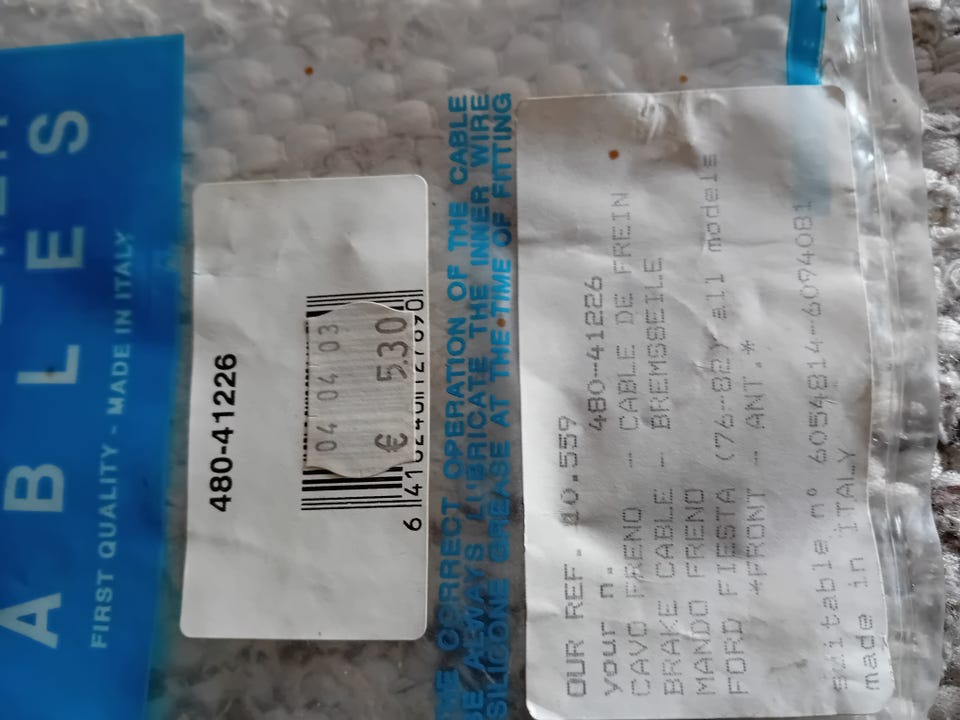 ABLES
FIRST QUALITY - MADE IN ITALY
480-41226
04 04 03
€ 5.30
CORRECT OPERATION OF THE CABLE
ALWAYS LUBRICATE THE INNER WIRE
SILICONE GREASE AT THE TIME OF FITTING
OUR REF. 10.559
your n. 480-41226
CAVO FRENO - CABLE DE FREIN
BRAKE CABLE - BREMSSEILE
MANDO FRENO
FORD FIESTA (76-82) all models
*FRONT - ANT.*
Suitable n° 6054814-6074081
made in ITALY